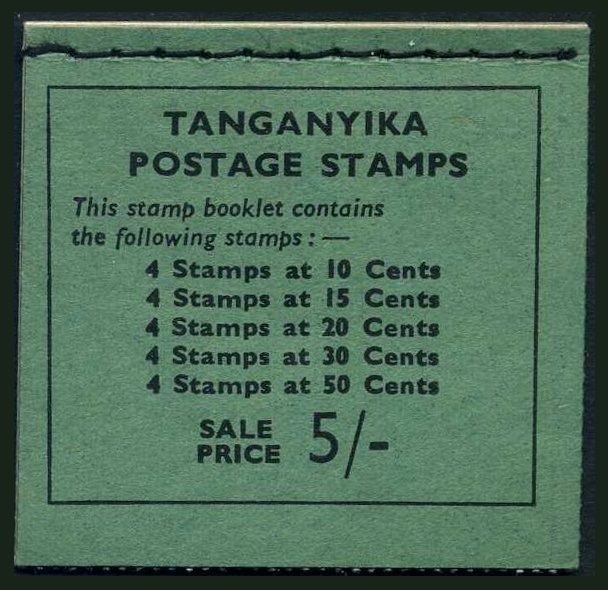 TANGANYIKA
POSTAGE STAMPS
This stamp booklet contains
the following stamps : —
4 Stamps at 10 Cents
4 Stamps at 15 Cents
4 Stamps at 20 Cents
4 Stamps at 30 Cents
4 Stamps at 50 Cents
SALE
PRICE 5/-